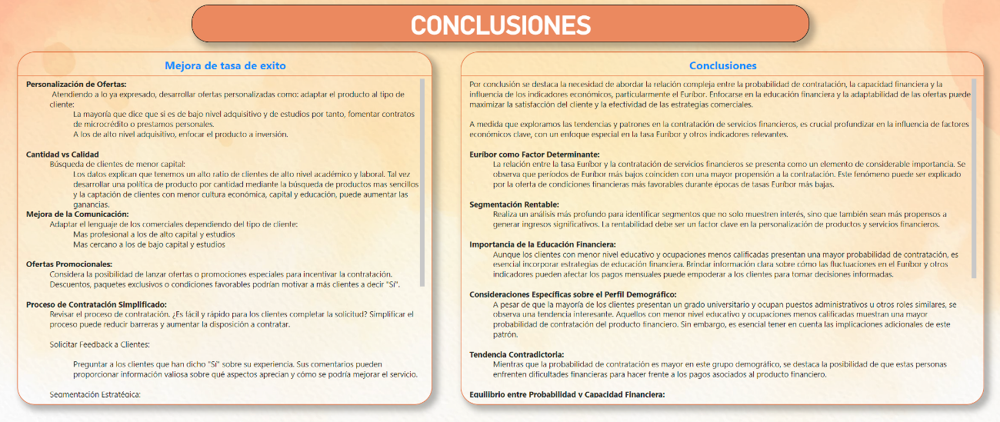 CONCLUSIONES
Mejora de tasa de exito
Personalización de Ofertas:
Atendiendo a lo ya expresado, desarrollar ofertas personalizadas como: adaptar el producto al tipo de
cliente:
La mayoría que dice que si es de bajo nivel adquisitivo y de estudios por tanto, fomentar contratos
de microcrédito o prestamos personales.
A los de alto nivel adquisitivo, enfocar el producto a inversión.
Cantidad vs Calidad
Búsqueda de clientes de menor capital:
Los datos explican que tenemos un alto ratio de clientes de alto nivel académico y laboral. Tal vez
desarrollar una política de producto por cantidad mediante la búsqueda de productos mas sencillos
y la captación de clientes con menor cultura económica, capital y educación, puede aumentar las
ganancias.
Mejora de la Comunicación:
Adaptar el lenguaje de los comerciales dependiendo del tipo de cliente:
Mas profesional a los de alto capital y estudios
Mas cercano a los de bajo capital y estudios
Ofertas Promocionales:
Considera la posibilidad de lanzar ofertas o promociones especiales para incentivar la contratación.
Descuentos, paquetes exclusivos o condiciones favorables podrían motivar a más clientes a decir "Sí".
Proceso de Contratación Simplificado:
Revisar el proceso de contratación. ¿Es fácil y rápido para los clientes completar la solicitud? Simplificar el
proceso puede reducir barreras y aumentar la disposición a contratar.
Solicitar Feedback a Clientes:
Preguntar a los clientes que han dicho "Sí" sobre su experiencia. Sus comentarios pueden
proporcionar información valiosa sobre qué aspectos aprecian y cómo se podría mejorar el servicio.
Segmentación Estratégica:
Conclusiones
Por conclusión se destaca la necesidad de abordar la relación compleja entre la probabilidad de contratación, la capacidad financiera y la
influencia de los indicadores económicos, particularmente el Euríbor. Enfocarse en la educación financiera y la adaptabilidad de las ofertas puede
maximizar la satisfacción del cliente y la efectividad de las estrategias comerciales.
A medida que exploramos las tendencias y patrones en la contratación de servicios financieros, es crucial profundizar en la influencia de factores
económicos clave, con un enfoque especial en la tasa Euríbor y otros indicadores relevantes.
Euríbor como Factor Determinante:
La relación entre la tasa Euríbor y la contratación de servicios financieros se presenta como un elemento de considerable importancia. Se
observa que períodos de Euríbor más bajos coinciden con una mayor propensión a la contratación. Este fenómeno puede ser explicado
por la oferta de condiciones financieras más favorables durante épocas de tasas Euríbor más bajas.
Segmentación Rentable:
Realiza un análisis más profundo para identificar segmentos que no solo muestren interés, sino que también sean más propensos a
generar ingresos significativos. La rentabilidad debe ser un factor clave en la personalización de productos y servicios financieros.
Importancia de la Educación Financiera:
Aunque los clientes con menor nivel educativo y ocupaciones menos calificadas presentan una mayor probabilidad de contratación, es
esencial incorporar estrategias de educación financiera. Brindar información clara sobre cómo las fluctuaciones en el Euríbor y otros
indicadores pueden afectar los pagos mensuales puede empoderar a los clientes para tomar decisiones informadas.
Consideraciones Específicas sobre el Perfil Demográfico:
A pesar de que la mayoría de los clientes presentan un grado universitario y ocupan puestos administrativos u otros roles similares, se
observa una tendencia interesante. Aquellos con menor nivel educativo y ocupaciones menos calificadas muestran una mayor
probabilidad de contratación del producto financiero. Sin embargo, es esencial tener en cuenta las implicaciones adicionales de este
patrón.
Tendencia Contradictoria:
Mientras que la probabilidad de contratación es mayor en este grupo demográfico, se destaca la posibilidad de que estas personas
enfrenten dificultades financieras para hacer frente a los pagos asociados al producto financiero.
Equilibrio entre Probabilidad y Capacidad Financiera: